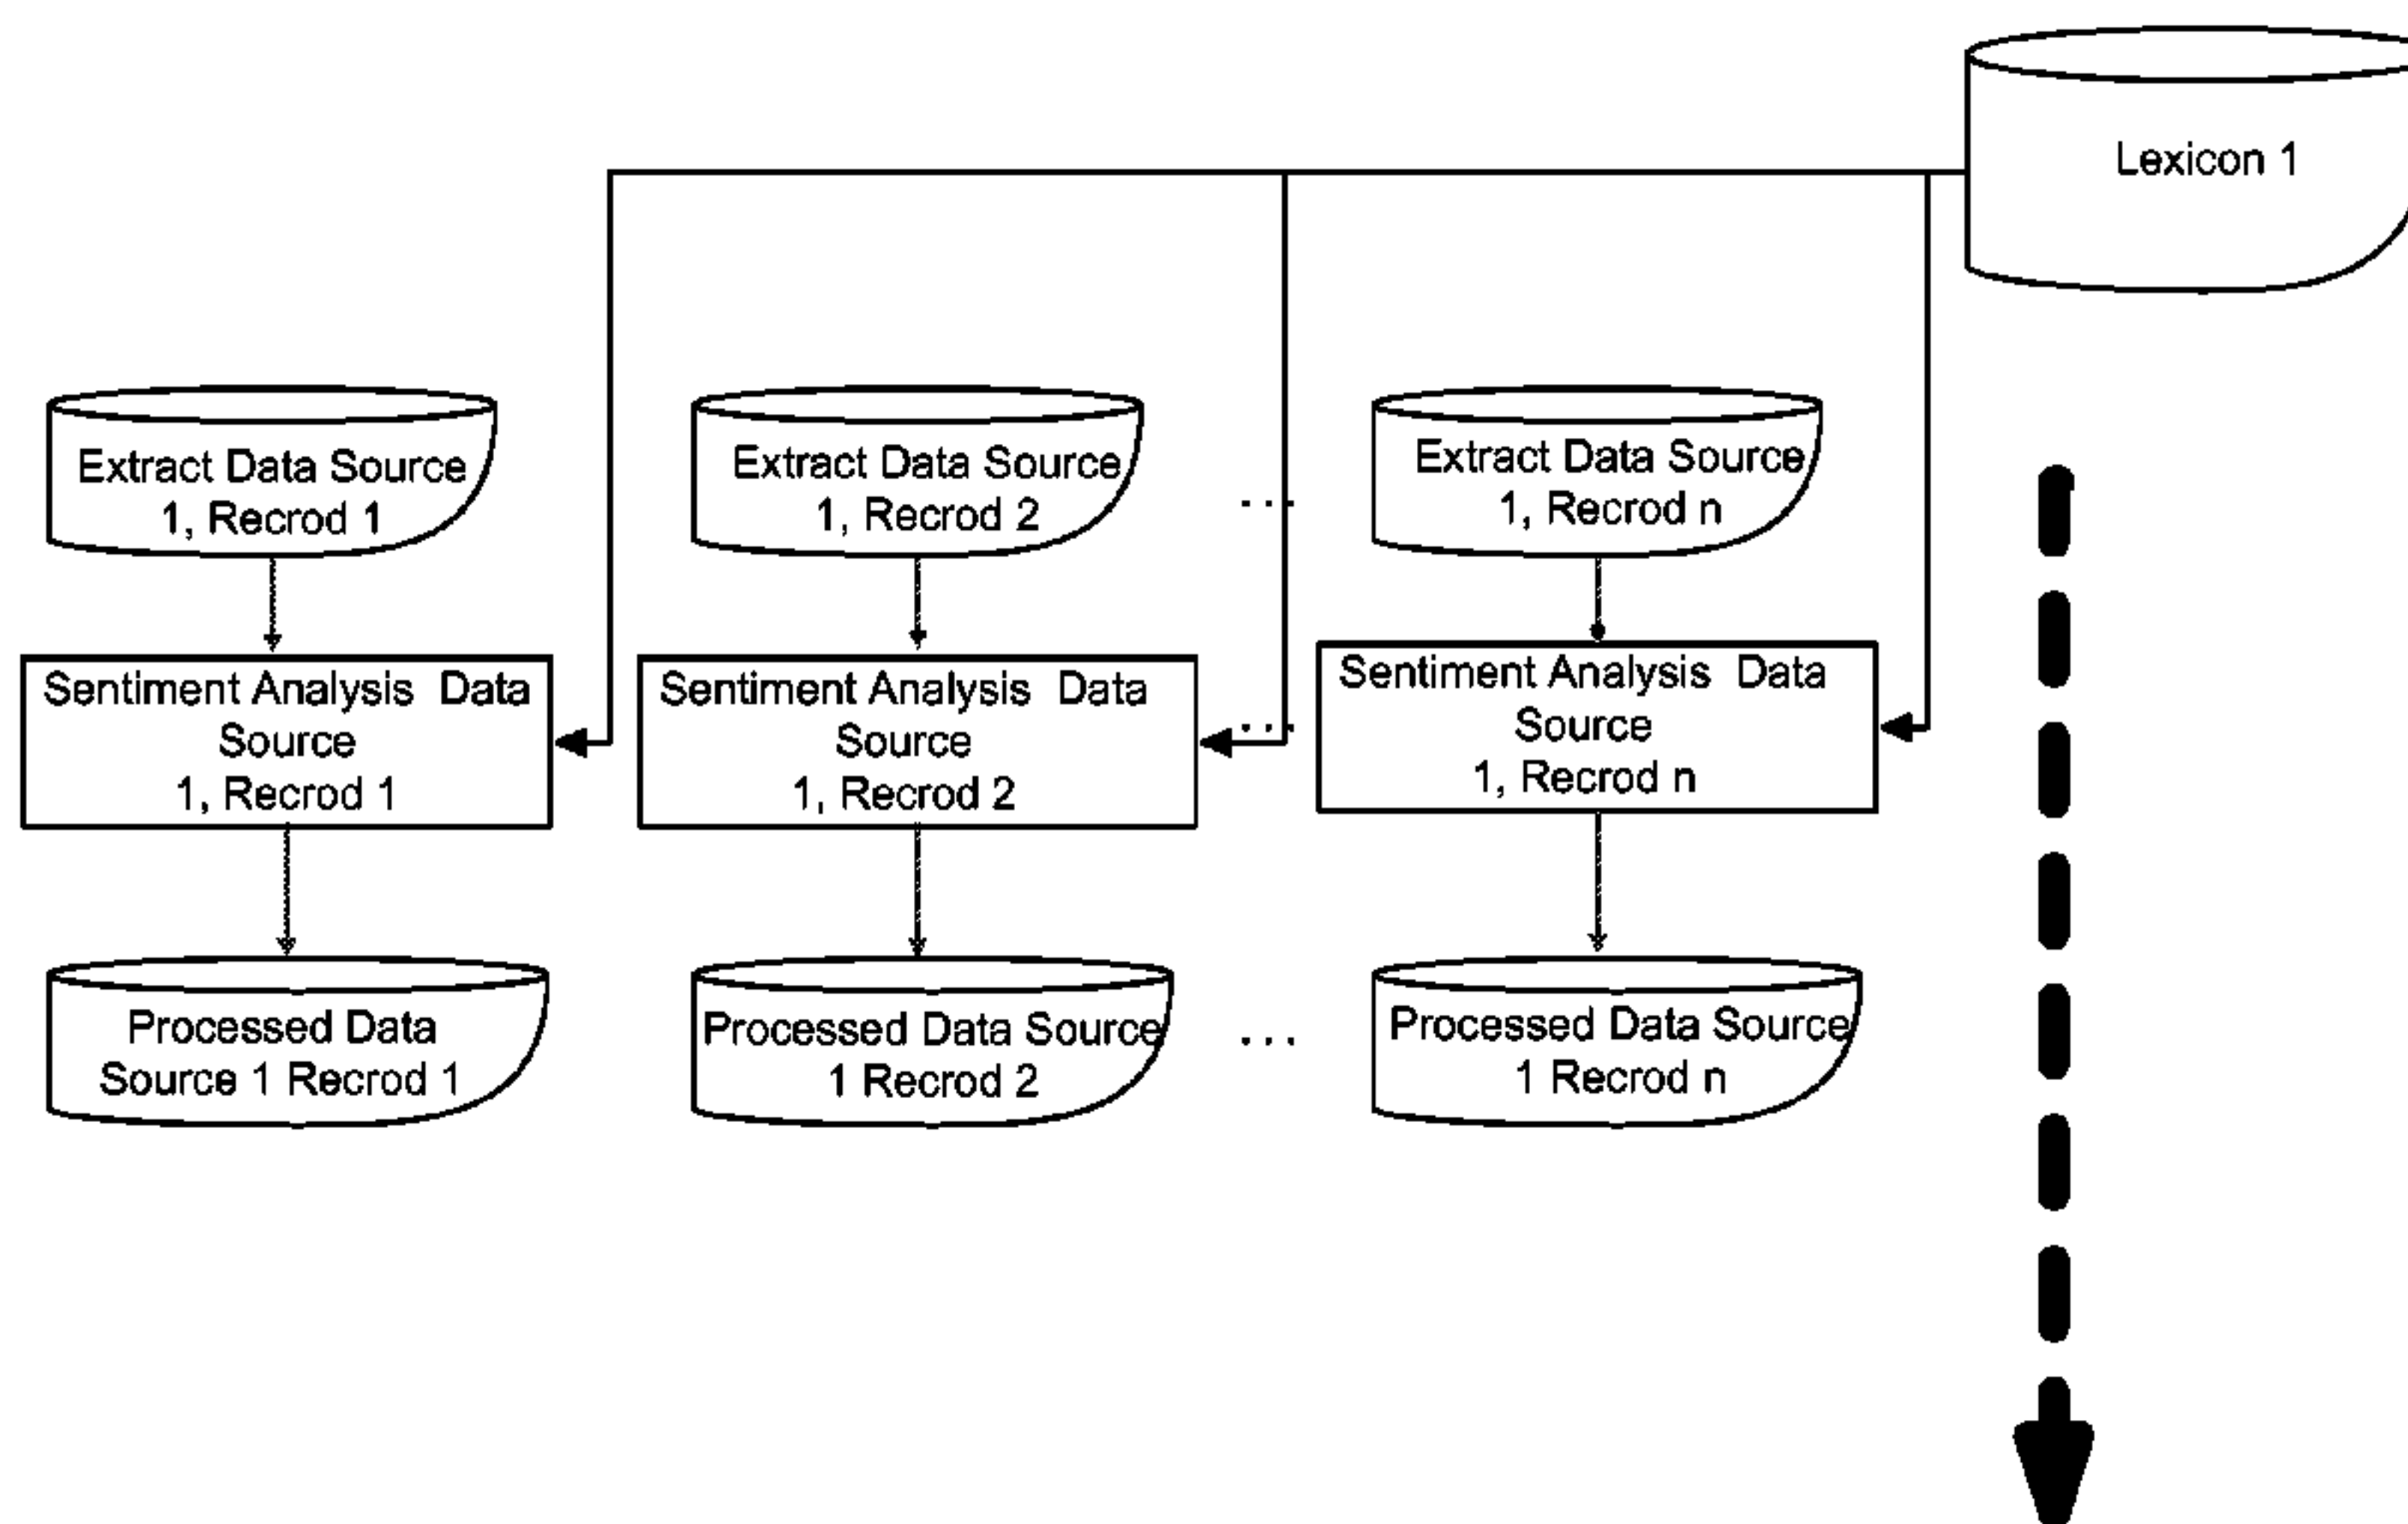 Lexicon 1
Extract Data Source
1, Recrod 1
Extract Data Source
1, Recrod 2
...
Extract Data Source
1, Recrod n
Sentiment Analysis Data
Source
1, Recrod 1
Sentiment Analysis Data
Source
1, Recrod 2
...
Sentiment Analysis Data
Source
1, Recrod n
Processed Data
Source 1 Recrod 1
Processed Data Source
1 Recrod 2
...
Processed Data Source
1 Recrod n